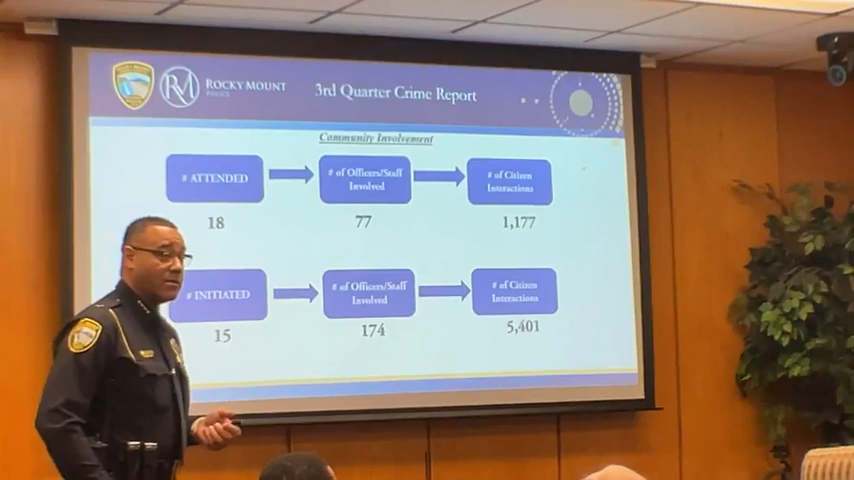 RM
ROCKY MOUNT
POLICE
3rd Quarter Crime Report
Community Involvement
# ATTENDED
# of Officers/Staff
Involved
# of Citizen
Interactions
18
77
1,177
# INITIATED
# of Officers/Staff
Involved
# of Citizen
Interactions
15
174
5,401